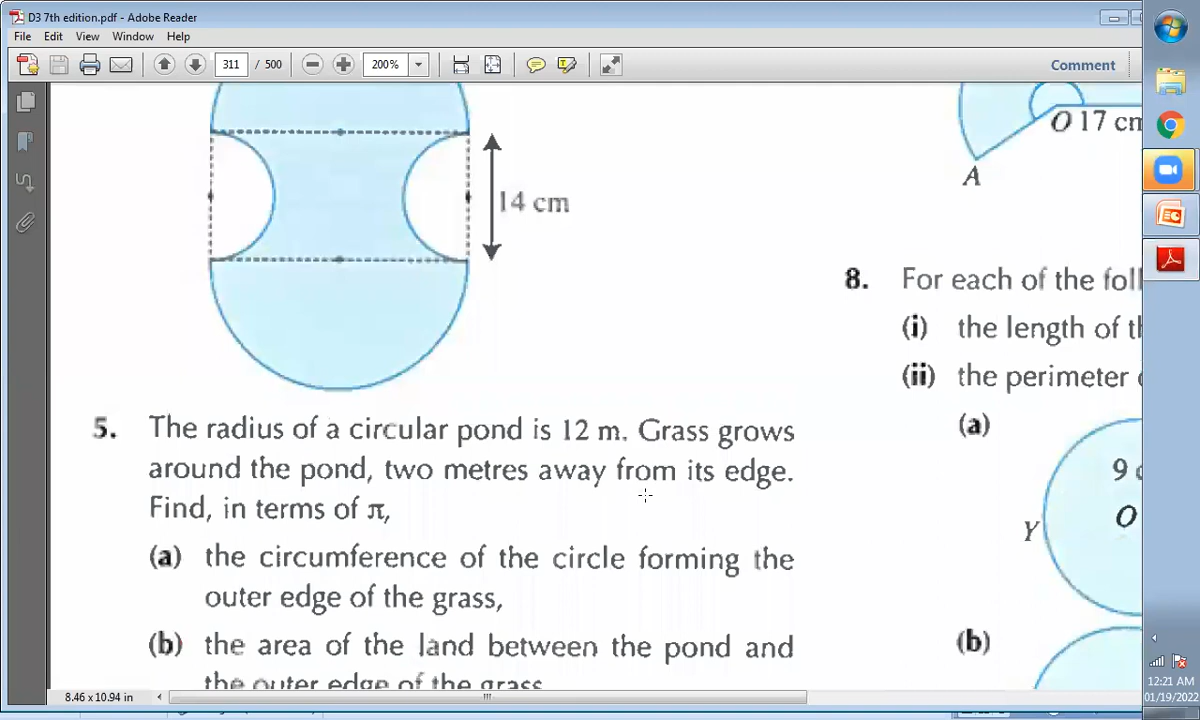 D3 7th edition.pdf - Adobe Reader
File Edit View Window Help
311 / 500 200% Comment
14 cm
O 17 cm
A
5. The radius of a circular pond is 12 m. Grass grows
around the pond, two metres away from its edge.
Find, in terms of π,
(a) the circumference of the circle forming the
outer edge of the grass,
(b) the area of the land between the pond and
the outer edge of the grass
8. For each of the foll
(i) the length of th
(ii) the perimeter
(a)
9
O
Y
(b)
8.46 x 10.94 in
12:21 AM
01/19/2022